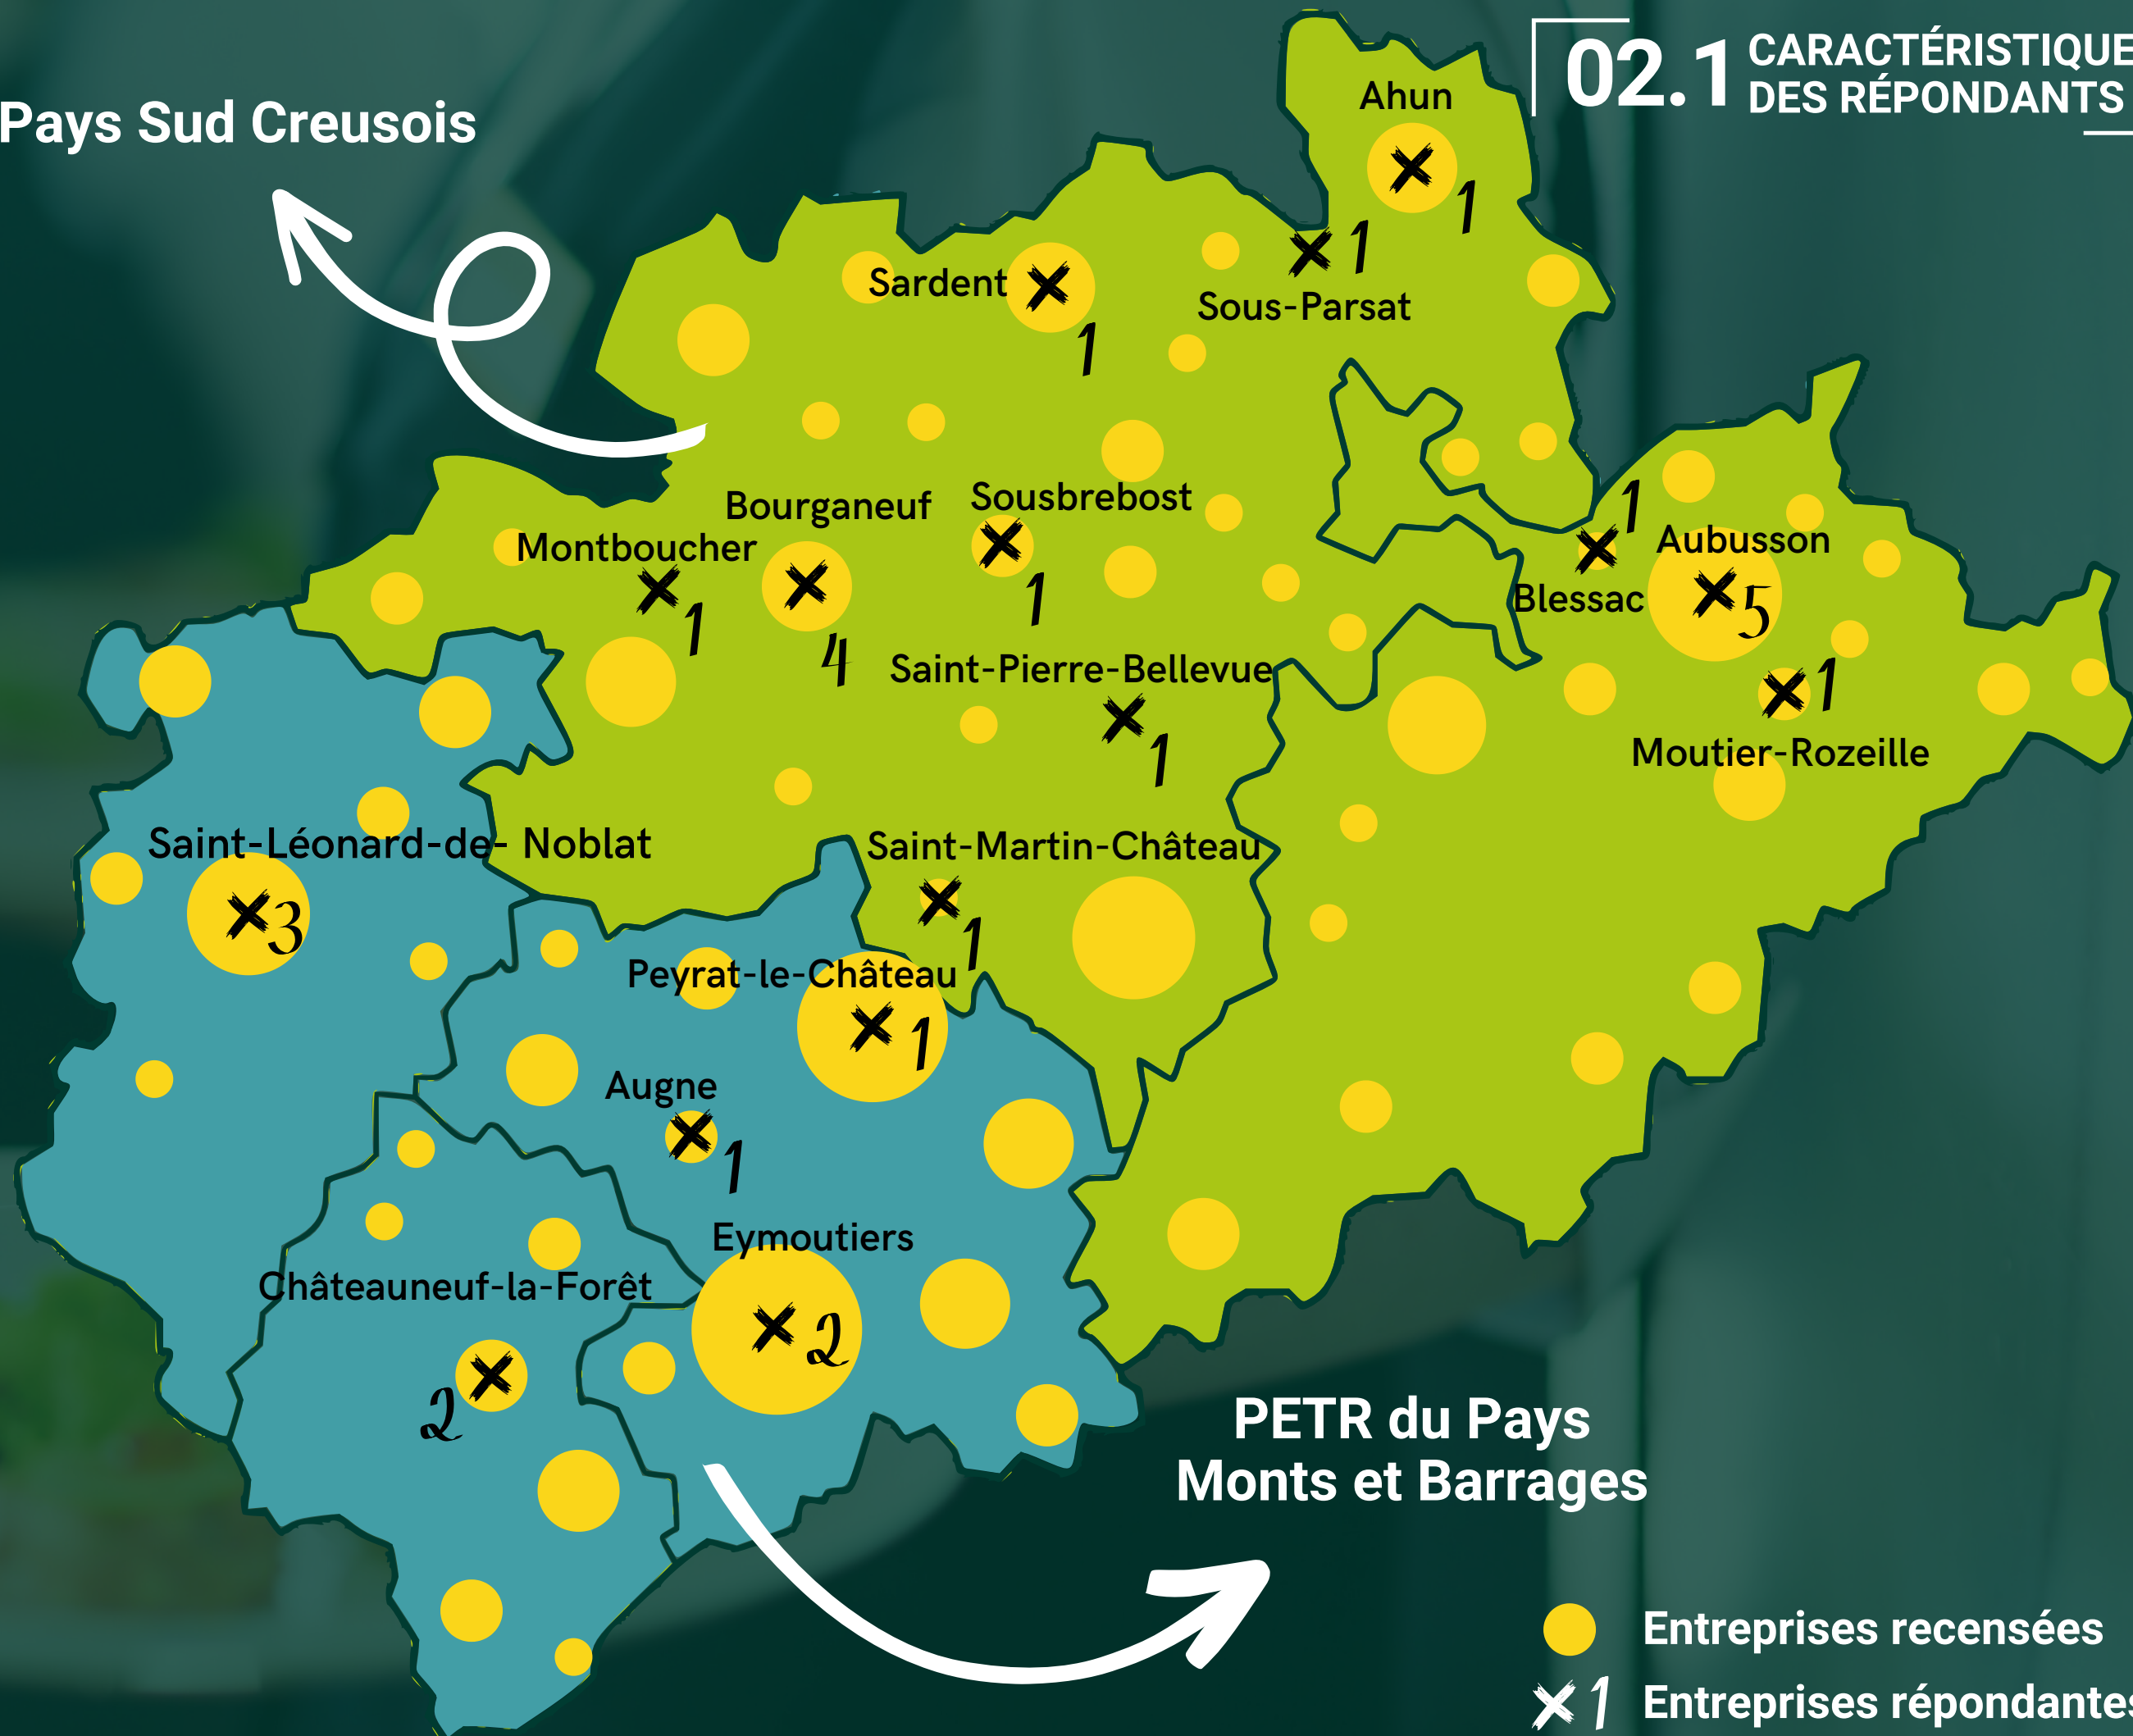 02.1
CARACTÉRISTIQUE
DES RÉPONDANTS
Pays Sud Creusois
Ahun
1
1
Sous-Parsat
Sardent
1
Bourganeuf
4
Sousbrebost
1
Montboucher
1
1
Blessac
Aubusson
5
1
Moutier-Rozeille
Saint-Pierre-Bellevue
1
Saint-Léonard-de- Noblat
3
Saint-Martin-Château
1
Peyrat-le-Château
1
Augne
1
Eymoutiers
2
Châteauneuf-la-Forêt
2
PETR du Pays
Monts et Barrages
Entreprises recensées
1 Entreprises répondantes